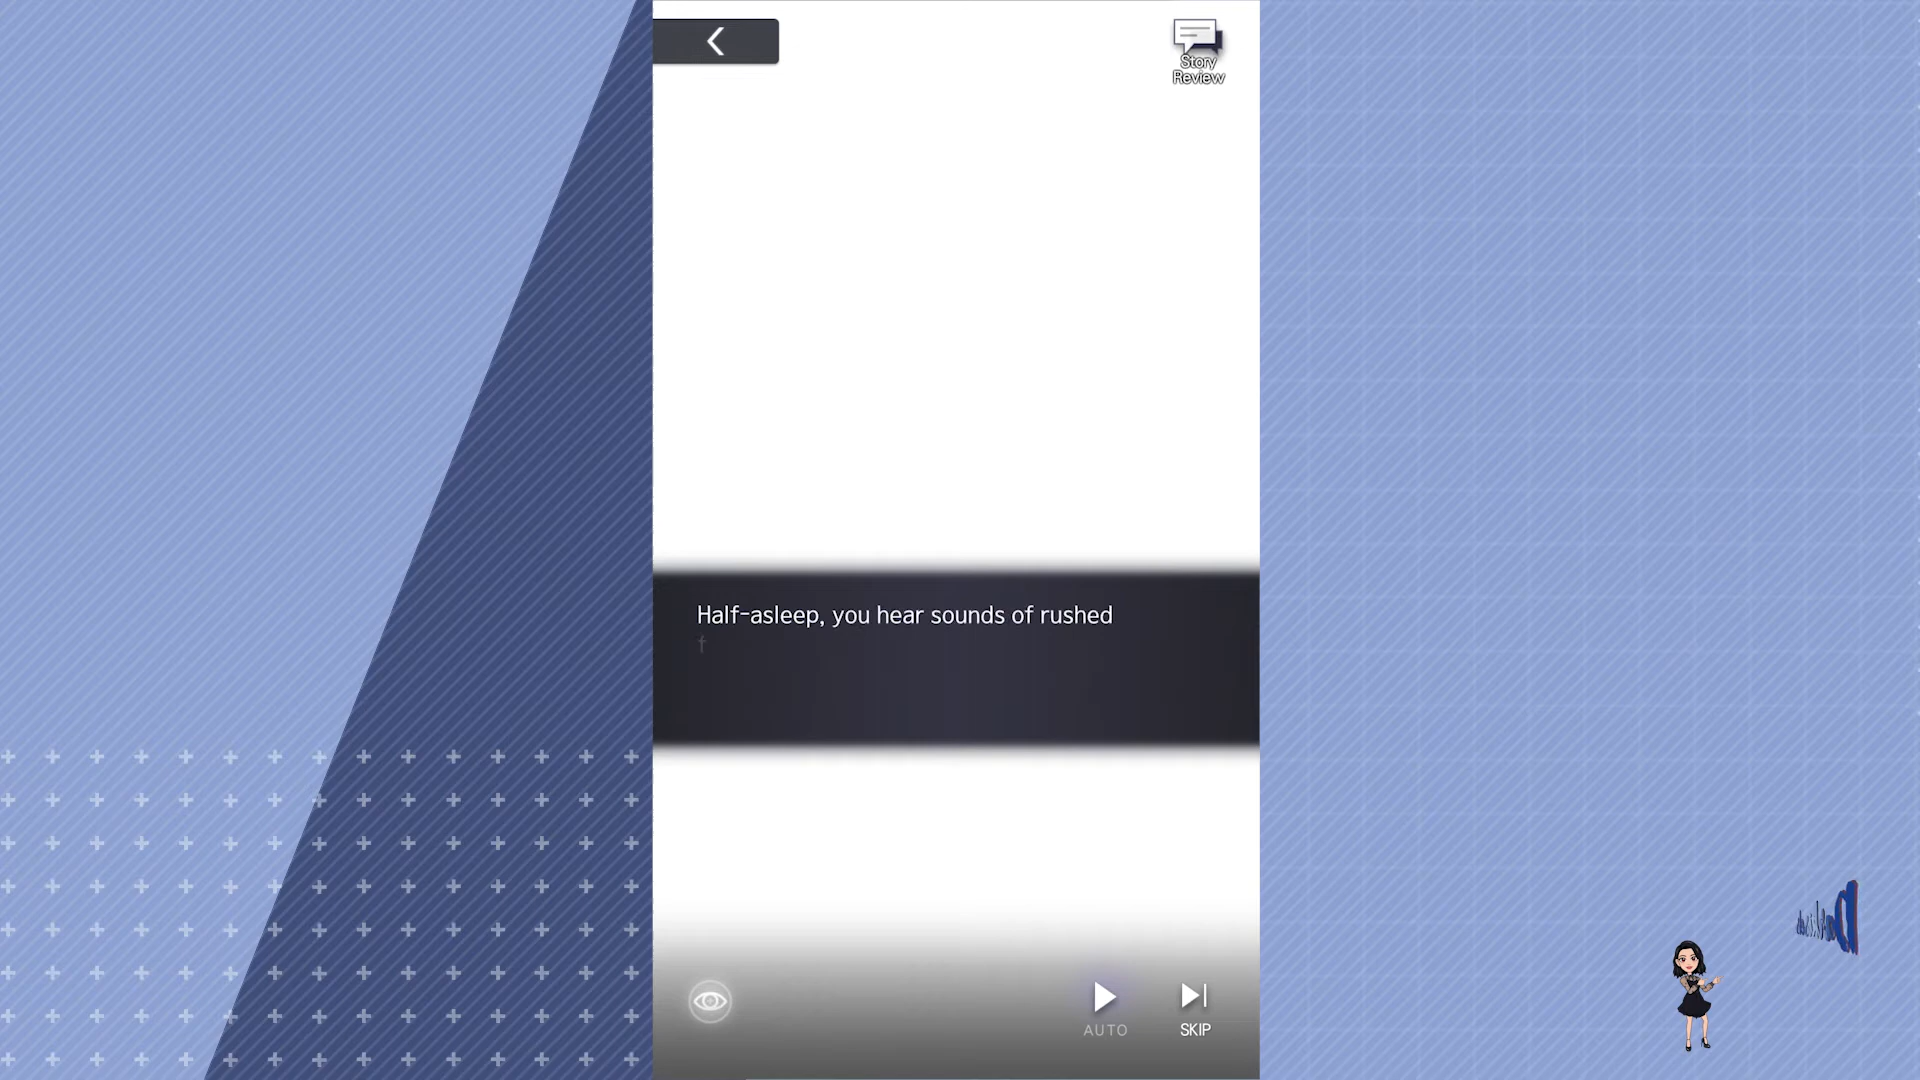 Story
Review
Half-asleep, you hear sounds of rushed
f
AUTO
SKIP